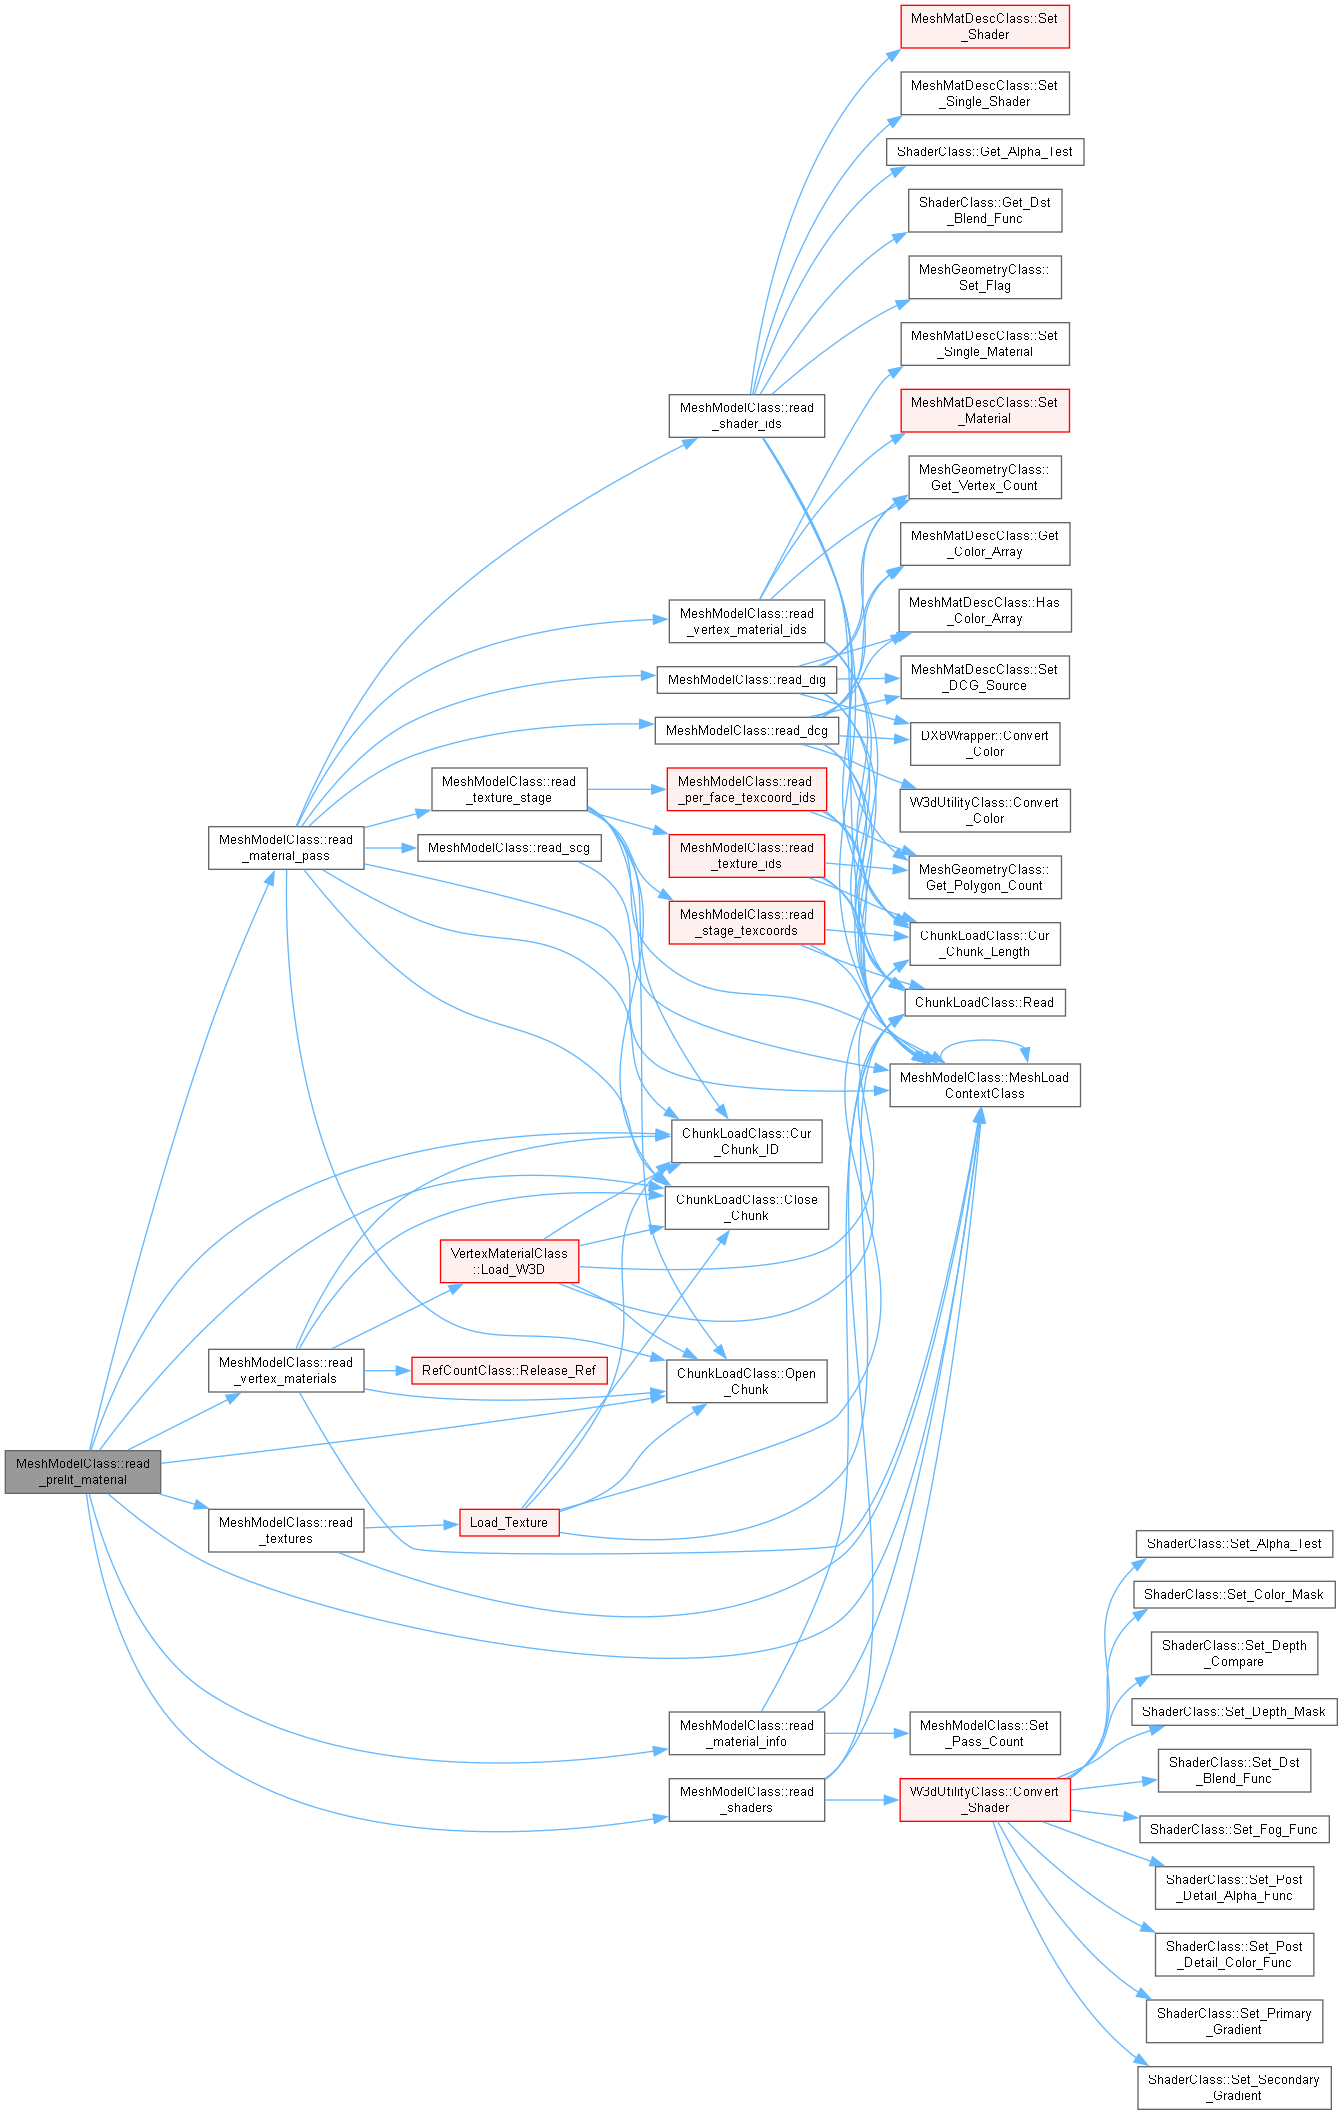 MeshMatDescClass::Set
_Shader
MeshMatDescClass::Set
_Single_Shader
ShaderClass::Get_Alpha_Test
ShaderClass::Get_Dst
_Blend_Func
MeshGeometryClass::
Set_Flag
MeshMatDescClass::Set
_Single_Material
MeshModelClass::read
_shader_ids
MeshMatDescClass::Set
_Material
MeshGeometryClass::
Get_Vertex_Count
MeshMatDescClass::Get
_Color_Array
MeshModelClass::read
_vertex_material_ids
MeshMatDescClass::Has
_Color_Array
MeshModelClass::read_dig
MeshMatDescClass::Set
_DCG_Source
MeshModelClass::read_dcg
DX8Wrapper::Convert
_Color
MeshModelClass::read
_texture_stage
MeshModelClass::read
_per_face_texcoord_ids
W3dUtilityClass::Convert
_Color
MeshModelClass::read
_material_pass
MeshModelClass::read_scg
MeshModelClass::read
_texture_ids
MeshGeometryClass::
Get_Polygon_Count
MeshModelClass::read
_stage_texcoords
ChunkLoadClass::Cur
_Chunk_Length
ChunkLoadClass::Read
MeshModelClass::MeshLoad
ContextClass
ChunkLoadClass::Cur
_Chunk_ID
ChunkLoadClass::Close
_Chunk
VertexMaterialClass
::Load_W3D
MeshModelClass::read
_vertex_materials
RefCountClass::Release_Ref
ChunkLoadClass::Open
_Chunk
MeshModelClass::read
_prelit_material
MeshModelClass::read
_textures
Load_Texture
ShaderClass::Set_Alpha_Test
ShaderClass::Set_Color_Mask
ShaderClass::Set_Depth
_Compare
MeshModelClass::read
_material_info
MeshModelClass::Set
_Pass_Count
ShaderClass::Set_Depth_Mask
MeshModelClass::read
_shaders
W3dUtilityClass::Convert
_Shader
ShaderClass::Set_Dst
_Blend_Func
ShaderClass::Set_Fog_Func
ShaderClass::Set_Post
_Detail_Alpha_Func
ShaderClass::Set_Post
_Detail_Color_Func
ShaderClass::Set_Primary
_Gradient
ShaderClass::Set_Secondary
_Gradient